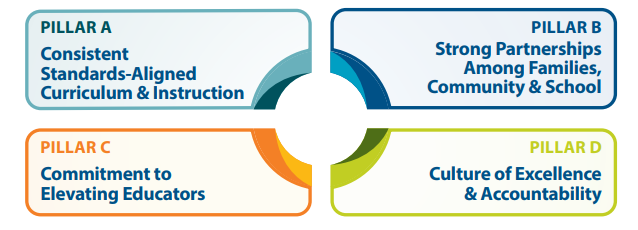 PILLAR A
Consistent
Standards-Aligned
Curriculum & Instruction
PILLAR B
Strong Partnerships
Among Families,
Community & School
PILLAR C
Commitment to
Elevating Educators
PILLAR D
Culture of Excellence
& Accountability